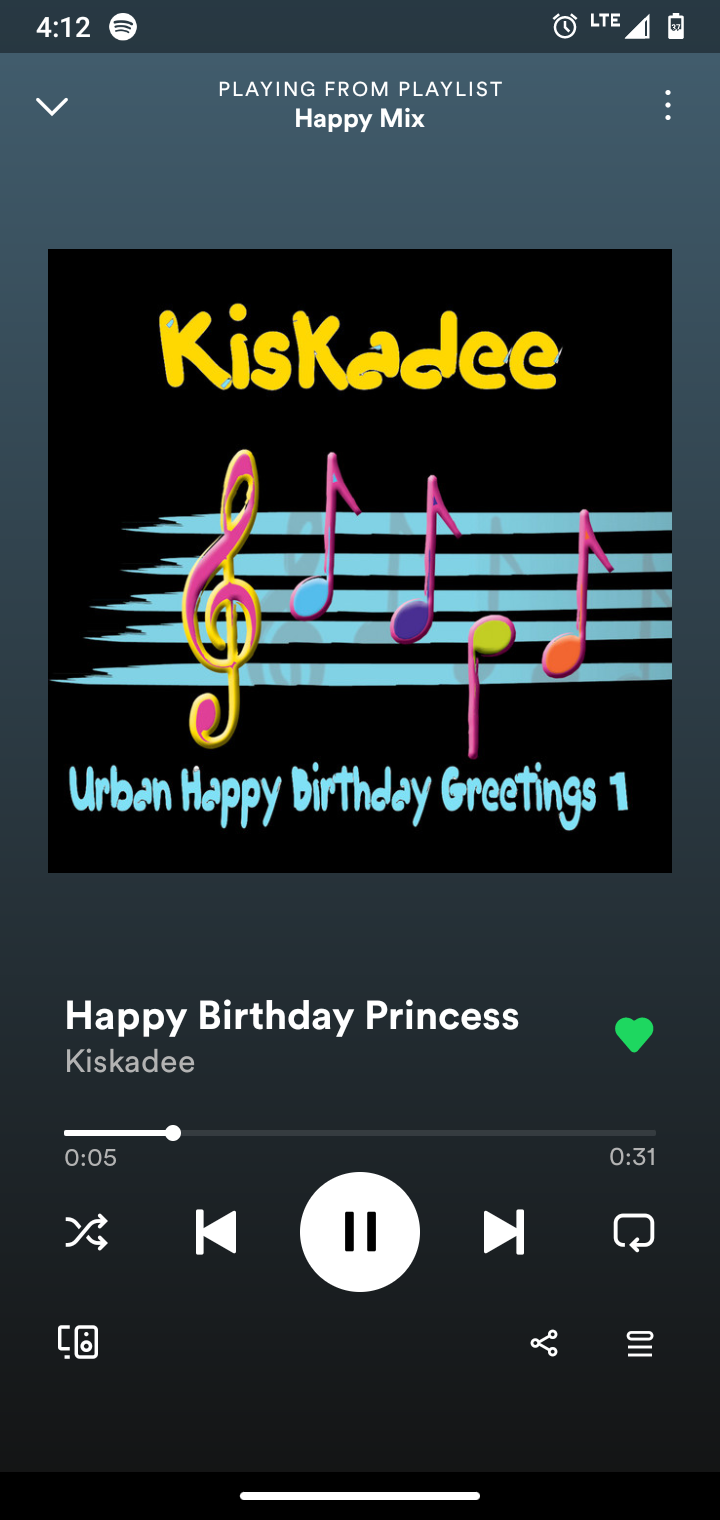 4:12
LTE
37
PLAYING FROM PLAYLIST
Happy Mix
KisKadee
Urban Happy Birthday Greetings 1
Happy Birthday Princess
Kiskadee
0:05
0:31